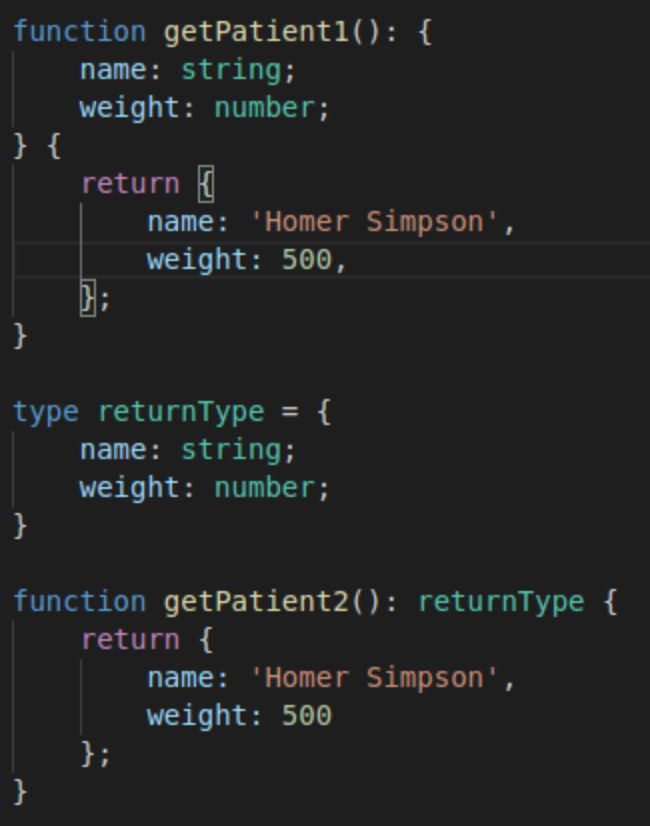 function getPatient1(): {
    name: string;
    weight: number;
} {
    return {
        name: 'Homer Simpson',
        weight: 500,
    };
}

type returnType = {
    name: string;
    weight: number;
}

function getPatient2(): returnType {
    return {
        name: 'Homer Simpson',
        weight: 500
    };
}